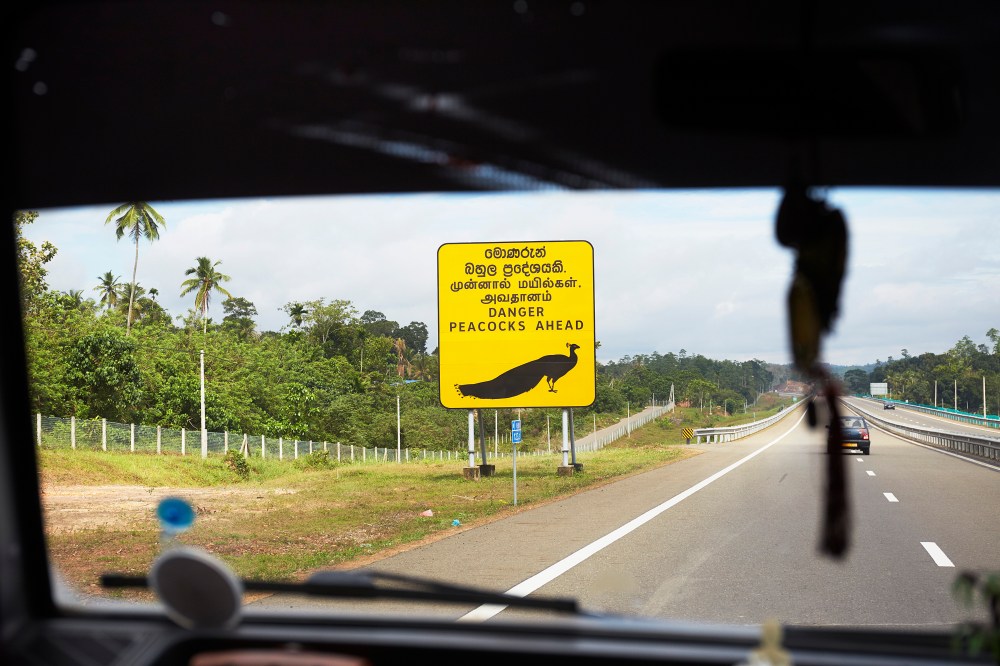 මොණරුන්
බහුල ප්‍රදේශයකි.
முன்னால் மயில்கள்.
அவதானம்
DANGER
PEACOCKS AHEAD